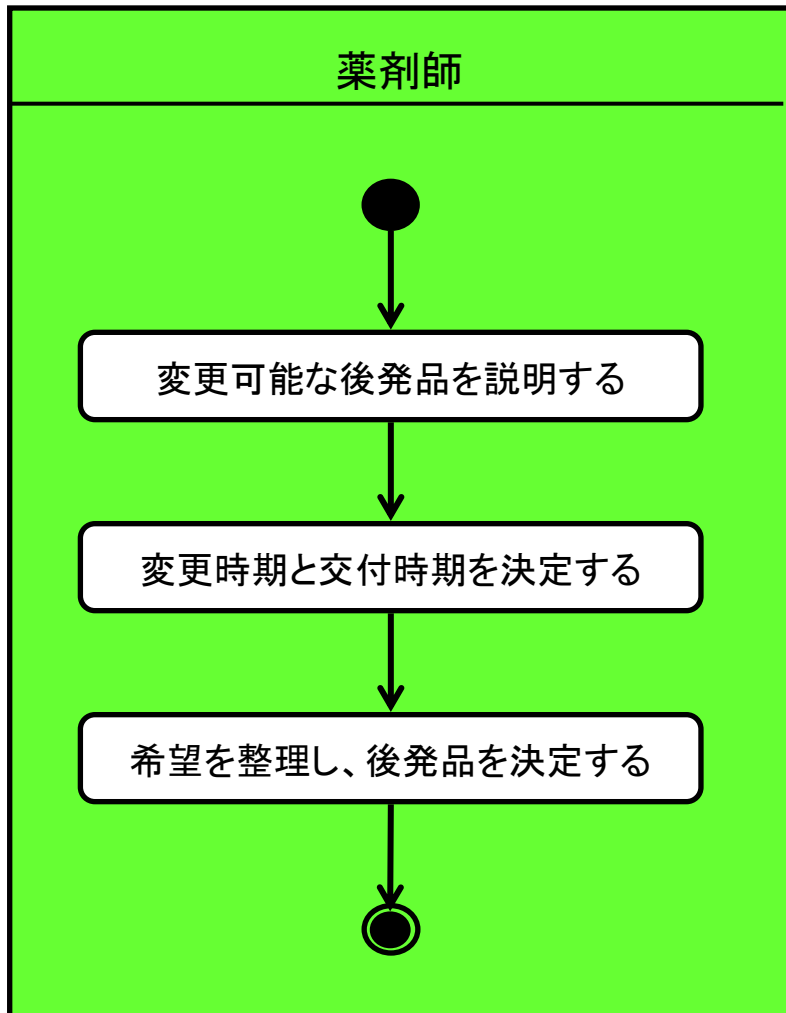 薬剤師
変更可能な後発品を説明する
変更時期と交付時期を決定する
希望を整理し、後発品を決定する